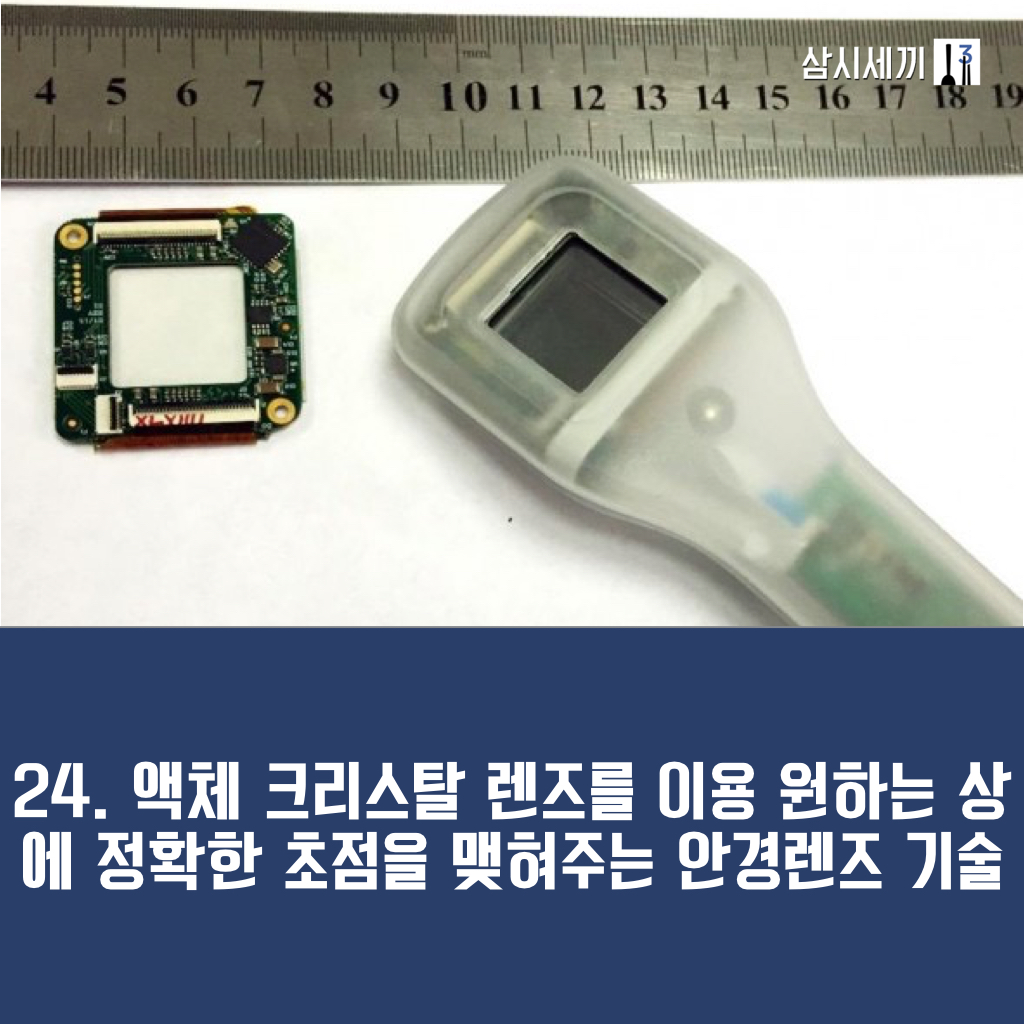 4 5 6 7 8 9 10 11 12 13 14 15 16 17 18 19
삼시세끼 3
24. 액체 크리스탈 렌즈를 이용 원하는 상
에 정확한 초점을 맺혀주는 안경렌즈 기술